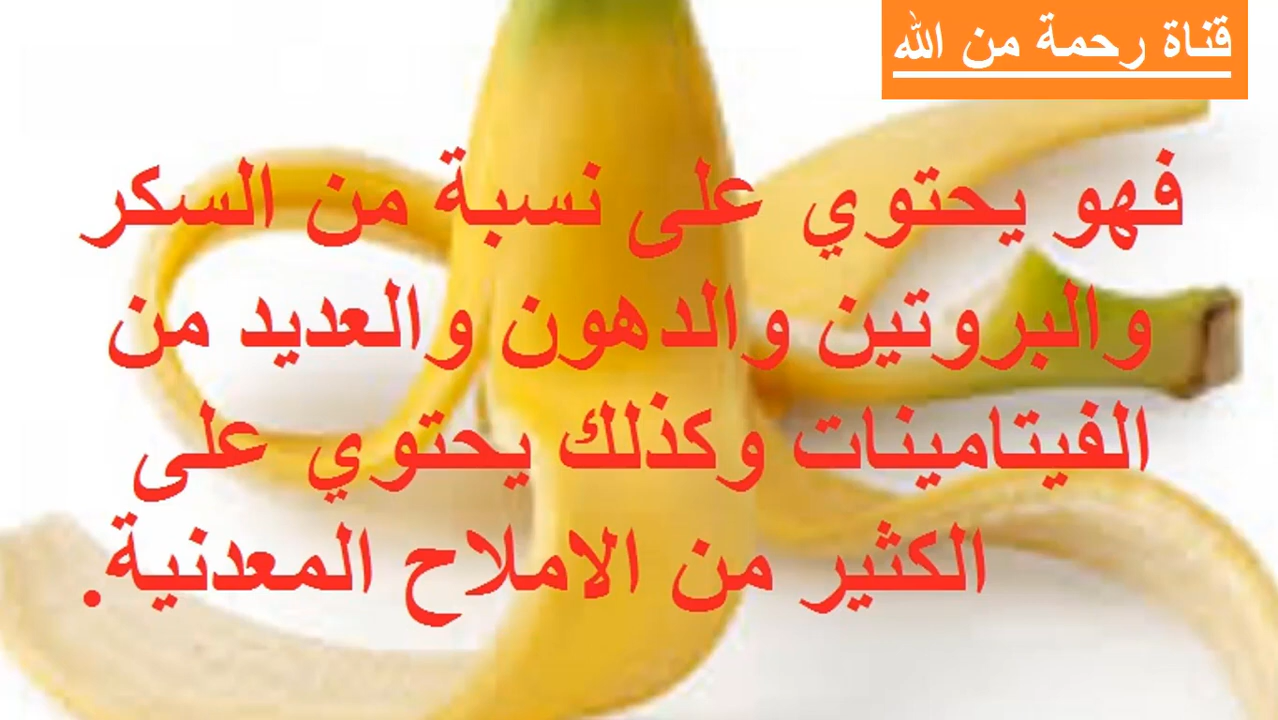 قناة رحمة من الله
فهو يحتوي على نسبة من السكر
والبروتين والدهون والعديد من
الفيتامينات وكذلك يحتوي على
الكثير من الاملاح المعدنية.